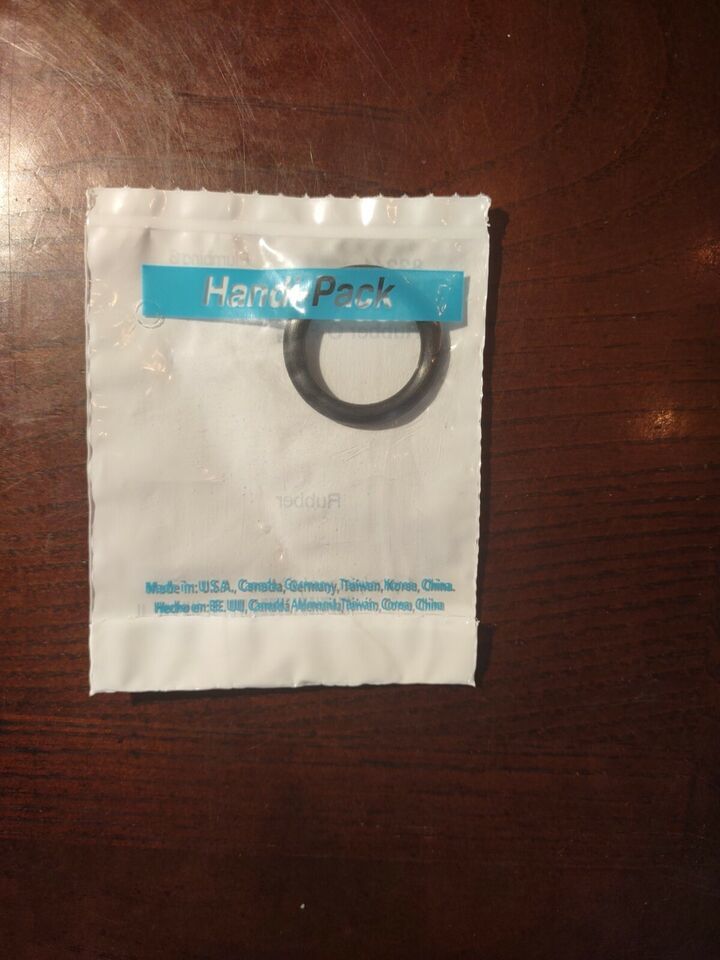 Handi Pack
Rubber
Made in: U.S.A., Canada, Germany, Taiwan, Korea, China.
Hecho en: EE. UU, Canadá, Alemania, Taiwán, Corea, China